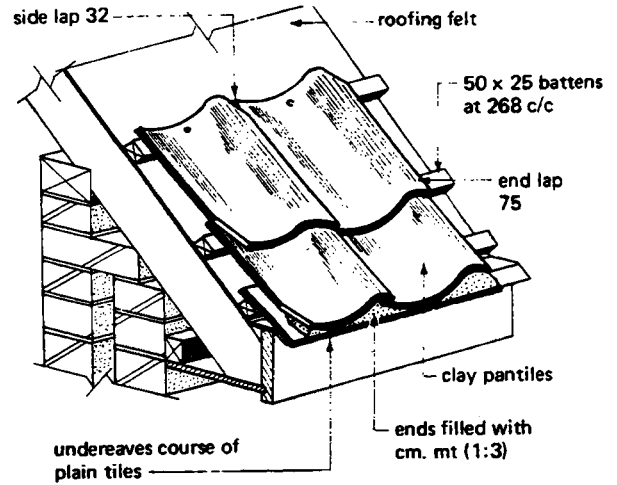 side lap 32
roofing felt
50 x 25 battens
at 268 c/c
end lap
75
clay pantiles
ends filled with
cm. mt (1:3)
undereaves course of
plain tiles